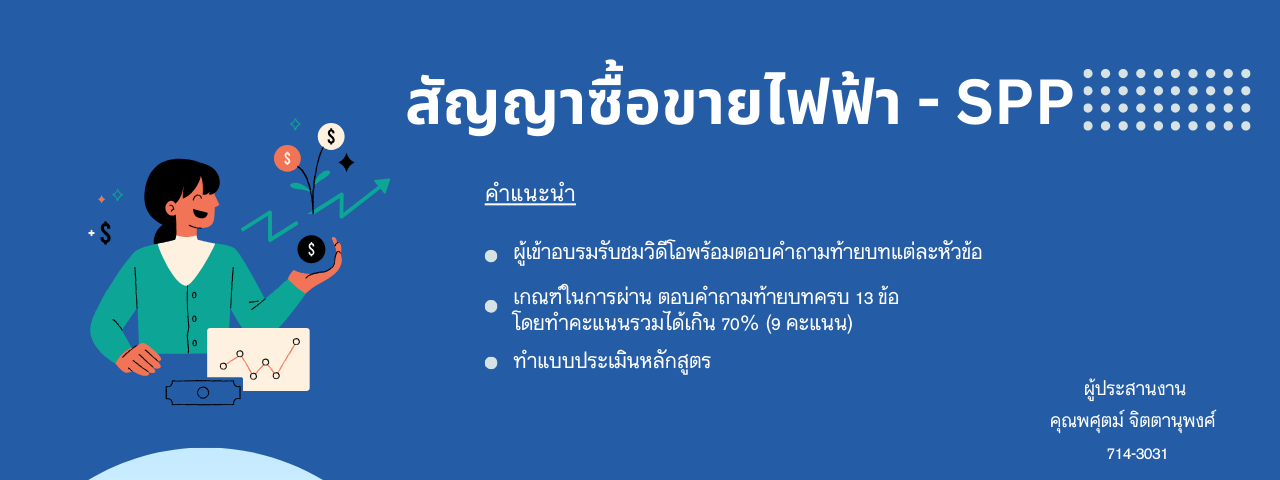 สัญญาซื้อขายไฟฟ้า - SPP
คำแนะนำ
ผู้เข้าอบรมรับชมวิดีโอพร้อมตอบคำถามท้ายบทแต่ละหัวข้อ
เกณฑ์ในการผ่าน ตอบคำถามท้ายบทครบ 13 ข้อ
โดยทำคะแนนรวมได้เกิน 70% (9 คะแนน)
ทำแบบประเมินหลักสูตร
ผู้ประสานงาน
คุณพศุตม์ จิตตานุพงศ์
714-3031
$
$
$
$